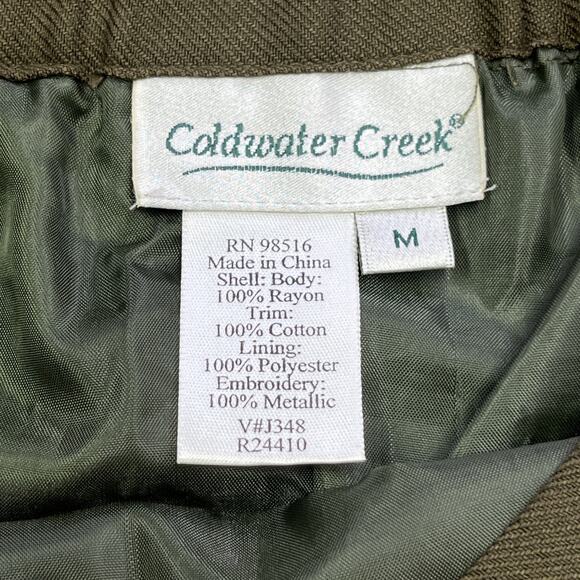 Coldwater Creek®
M
RN 98516
Made in China
Shell: Body:
100% Rayon
Trim:
100% Cotton
Lining:
100% Polyester
Embroidery:
100% Metallic
V#J348
R24410